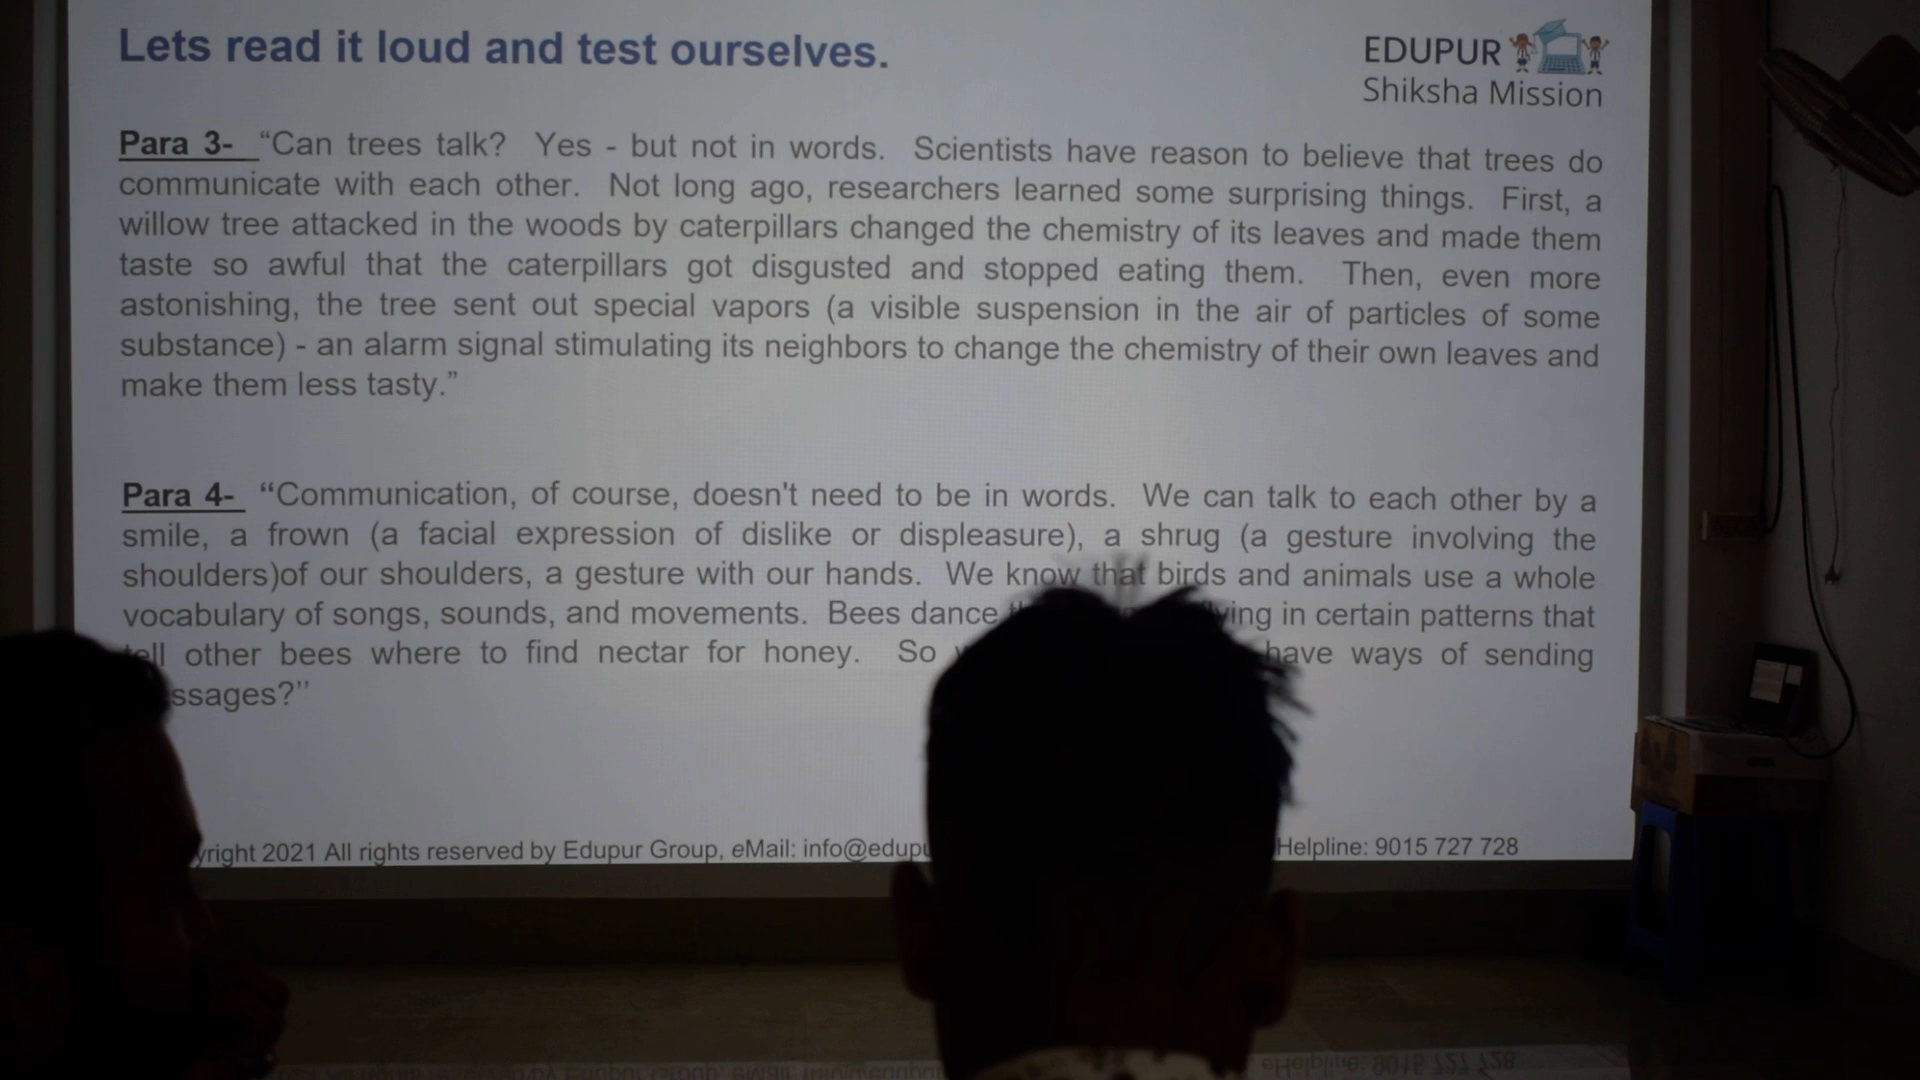 Lets read it loud and test ourselves.
EDUPUR
Shiksha Mission
Para 3- “Can trees talk? Yes - but not in words. Scientists have reason to believe that trees do
communicate with each other. Not long ago, researchers learned some surprising things. First, a
willow tree attacked in the woods by caterpillars changed the chemistry of its leaves and made them
taste so awful that the caterpillars got disgusted and stopped eating them. Then, even more
astonishing, the tree sent out special vapors (a visible suspension in the air of particles of some
substance) - an alarm signal stimulating its neighbors to change the chemistry of their own leaves and
make them less tasty.”
Para 4- “Communication, of course, doesn't need to be in words. We can talk to each other by a
smile, a frown (a facial expression of dislike or displeasure), a shrug (a gesture involving the
shoulders)of our shoulders, a gesture with our hands. We know that birds and animals use a whole
vocabulary of songs, sounds, and movements. Bees dance in certain patterns that
other bees where to find nectar for honey. So have ways of sending
ssages?”
yright 2021 All rights reserved by Edupur Group, eMail: info@edupu Helpline: 9015 727 728